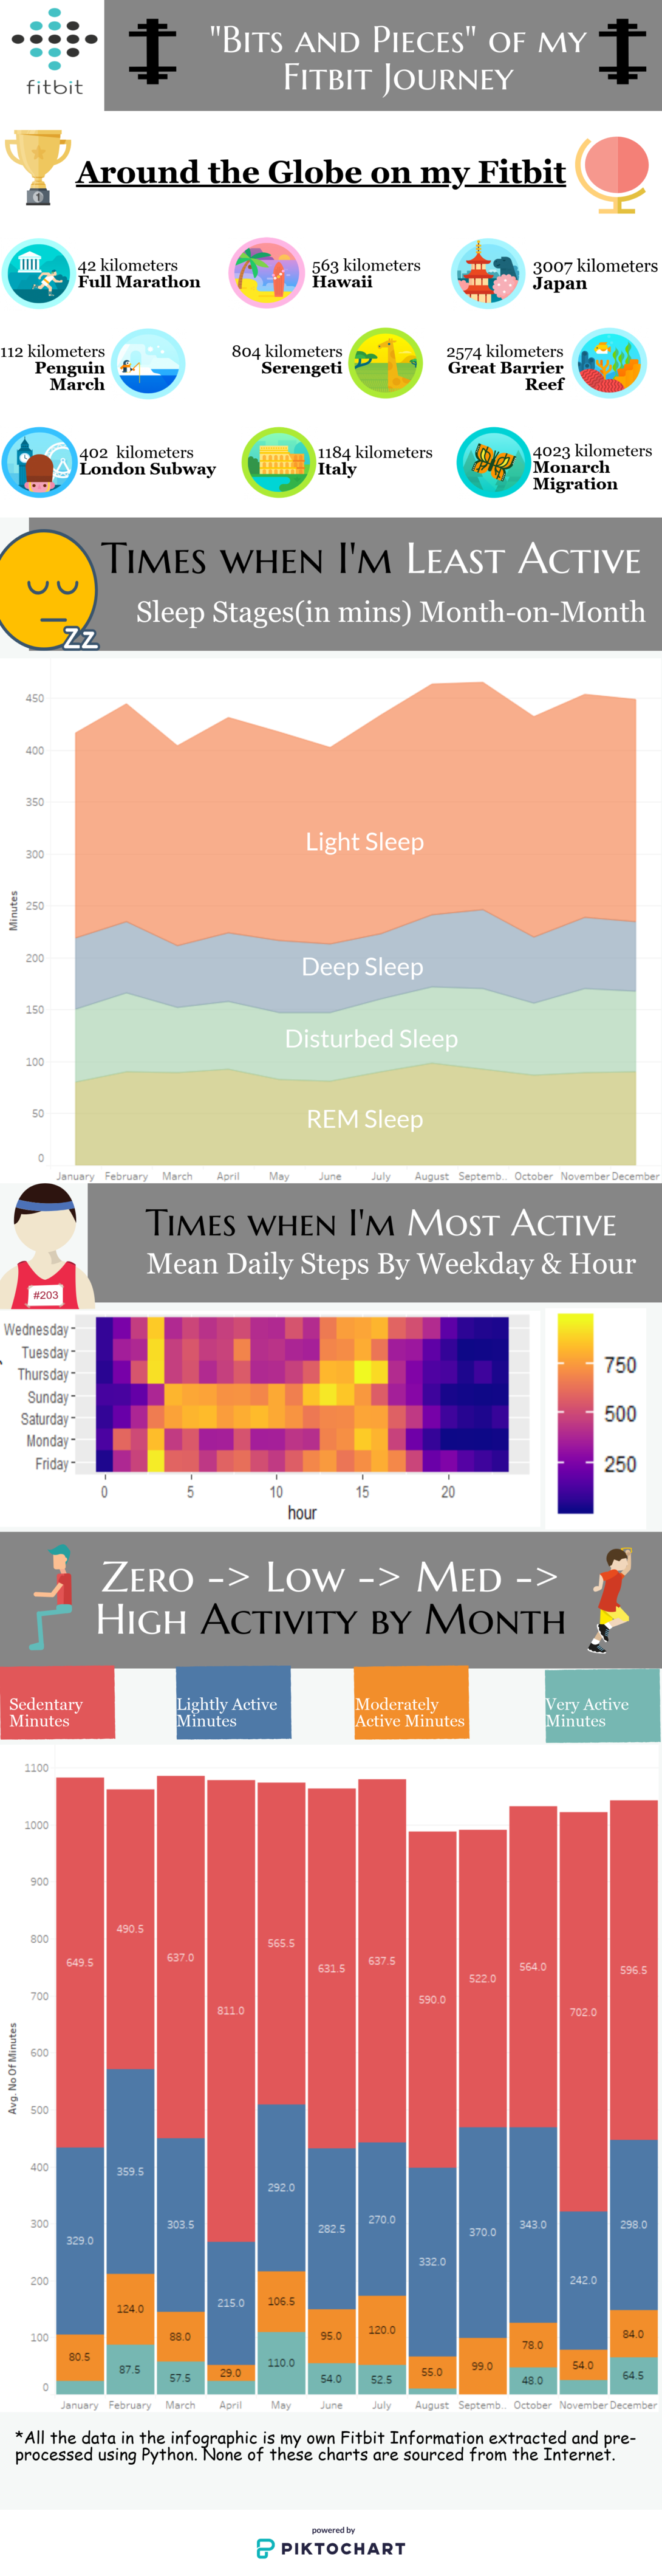 fitbit
"Bits and Pieces" of my
Fitbit Journey
Around the Globe on my Fitbit
42 kilometers
Full Marathon
563 kilometers
Hawaii
3007 kilometers
Japan
112 kilometers
Penguin
March
804 kilometers
Serengeti
2574 kilometers
Great Barrier
Reef
402 kilometers
London Subway
1184 kilometers
Italy
4023 kilometers
Monarch
Migration
Times when I'm Least Active
Zz
Sleep Stages(in mins) Month-on-Month
450
400
350
300
250
200
150
100
50
0
Minutes
Light Sleep
Deep Sleep
Disturbed Sleep
REM Sleep
January February March April May June July August Septemb.. October November December
Times when I'm Most Active
Mean Daily Steps By Weekday & Hour
#203
Wednesday
Tuesday
Thursday
Sunday
Saturday
Monday
Friday
0 5 10 15 20
hour
750
500
250
Zero -> Low -> Med ->
High Activity by Month
Sedentary
Minutes
Lightly Active
Minutes
Moderately
Active Minutes
Very Active
Minutes
1100
1000
900
800
700
600
500
400
300
200
100
0
Avg. No Of Minutes
649.5 490.5 637.0 811.0 565.5 631.5 637.5 590.0 522.0 564.0 702.0 596.5
329.0 359.5 303.5 215.0 292.0 282.5 270.0 332.0 370.0 343.0 242.0 298.0
80.5 124.0 88.0 29.0 106.5 95.0 120.0 55.0 99.0 78.0 54.0 84.0
87.5 57.5 110.0 54.0 52.5 48.0 64.5
January February March April May June July August Septemb.. October November December
*All the data in the infographic is my own Fitbit Information extracted and pre-
processed using Python. None of these charts are sourced from the Internet.
powered by
PIKTOCHART